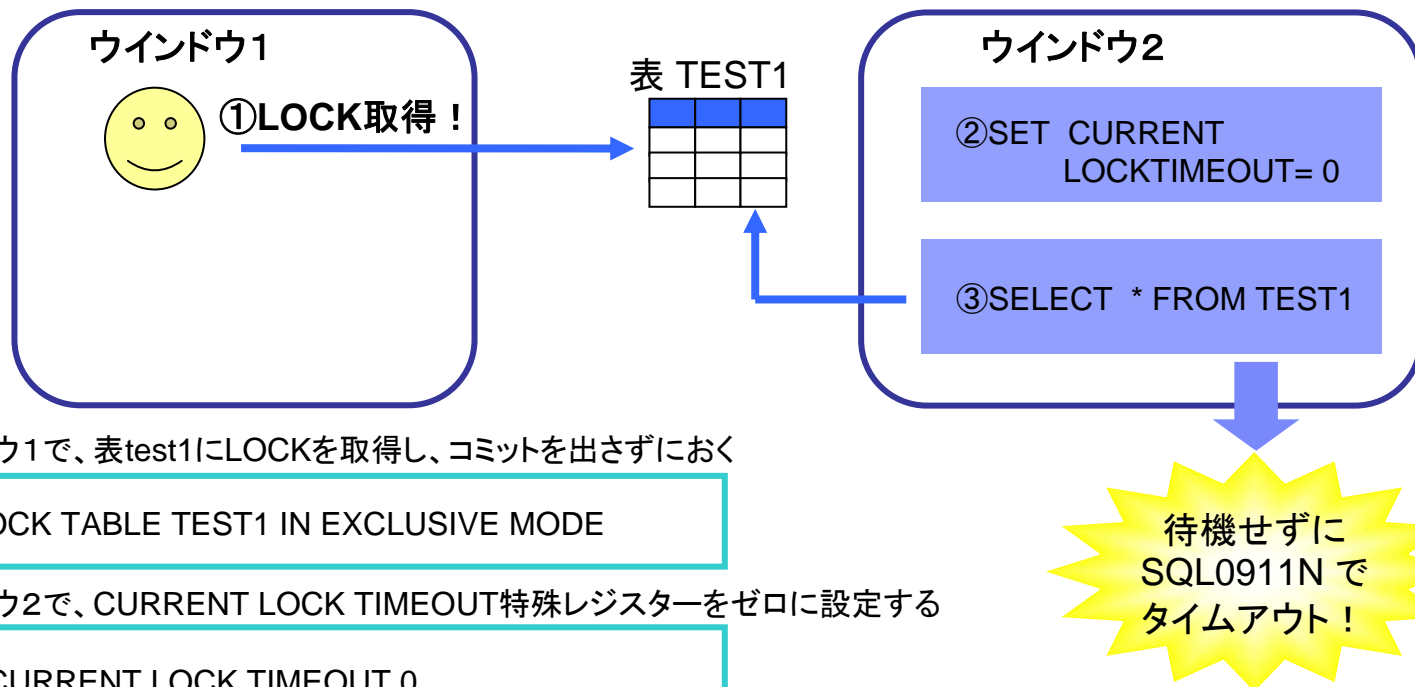 ウインドウ1
①LOCK取得！
表 TEST1
ウインドウ２
②SET CURRENT
LOCKTIMEOUT= 0
③SELECT * FROM TEST1
ウ１で、表test1にLOCKを取得し、コミットを出さずにおく
OCK TABLE TEST1 IN EXCLUSIVE MODE
ウ２で、CURRENT LOCK TIMEOUT特殊レジスターをゼロに設定する
CURRENT LOCK TIMEOUT 0
待機せずに
SQL0911N で
タイムアウト！